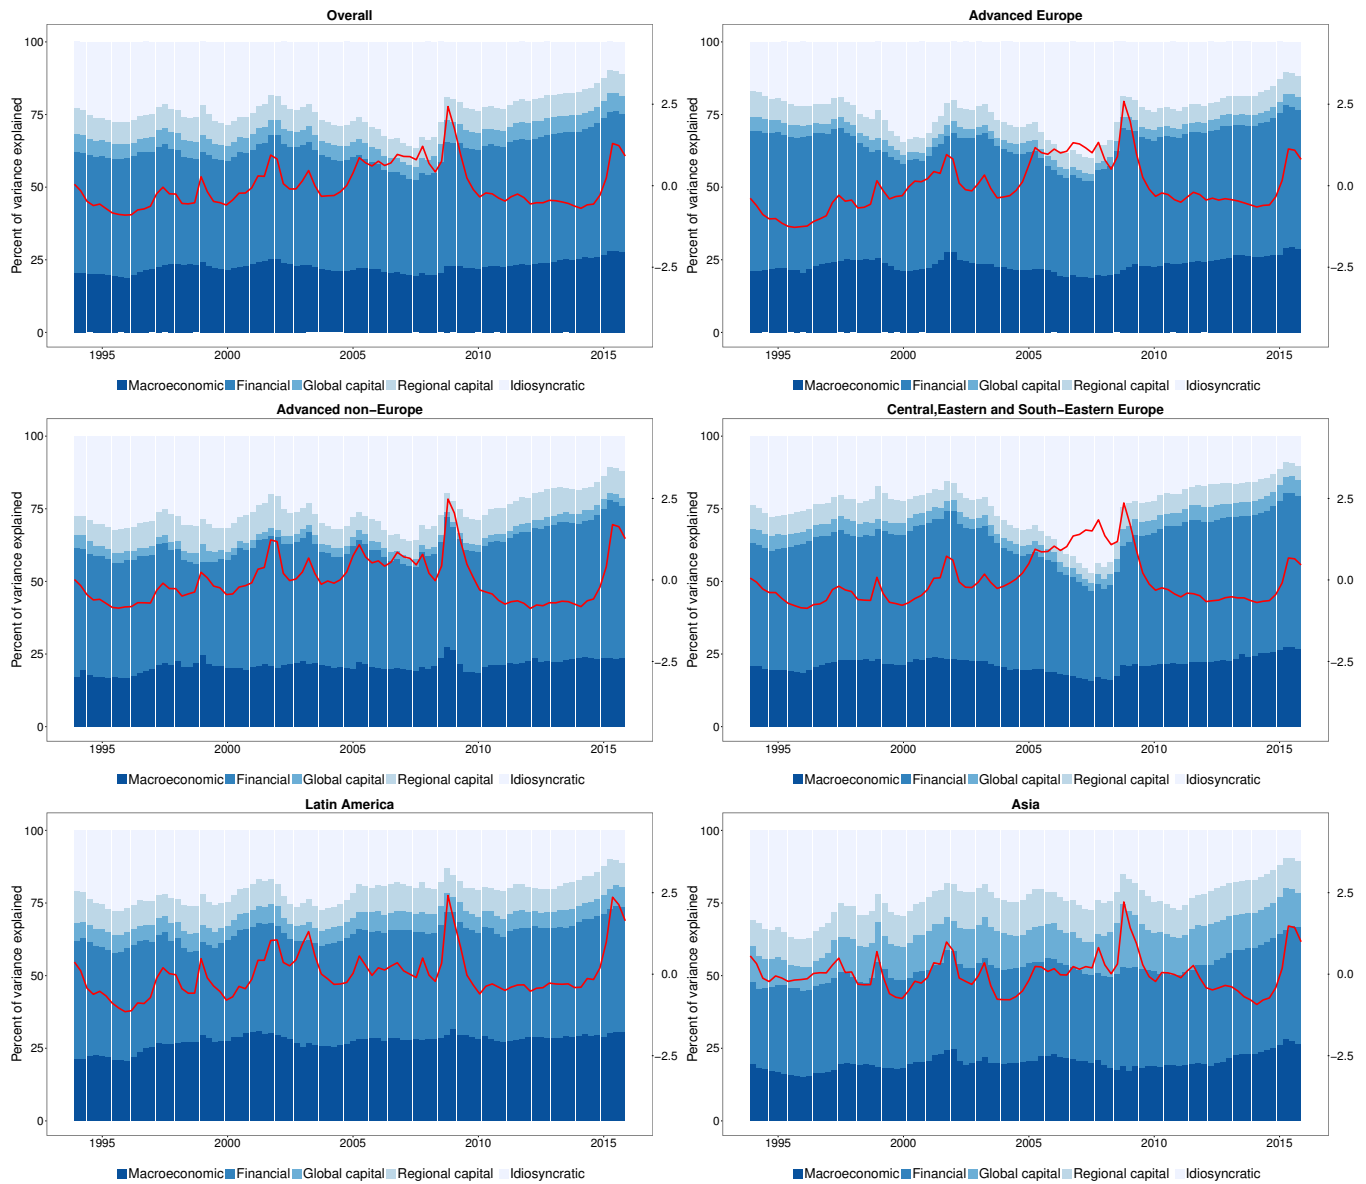 Overall
Percent of variance explained
100
75
50
25
0
2.5
0.0
−2.5
1995 2000 2005 2010 2015
Macroeconomic Financial Global capital Regional capital Idiosyncratic
Advanced Europe
Percent of variance explained
100
75
50
25
0
2.5
0.0
−2.5
1995 2000 2005 2010 2015
Macroeconomic Financial Global capital Regional capital Idiosyncratic
Advanced non−Europe
Percent of variance explained
100
75
50
25
0
2.5
0.0
−2.5
1995 2000 2005 2010 2015
Macroeconomic Financial Global capital Regional capital Idiosyncratic
Central,Eastern and South−Eastern Europe
Percent of variance explained
100
75
50
25
0
2.5
0.0
−2.5
1995 2000 2005 2010 2015
Macroeconomic Financial Global capital Regional capital Idiosyncratic
Latin America
Percent of variance explained
100
75
50
25
0
2.5
0.0
−2.5
1995 2000 2005 2010 2015
Macroeconomic Financial Global capital Regional capital Idiosyncratic
Asia
Percent of variance explained
100
75
50
25
0
2.5
0.0
−2.5
1995 2000 2005 2010 2015
Macroeconomic Financial Global capital Regional capital Idiosyncratic